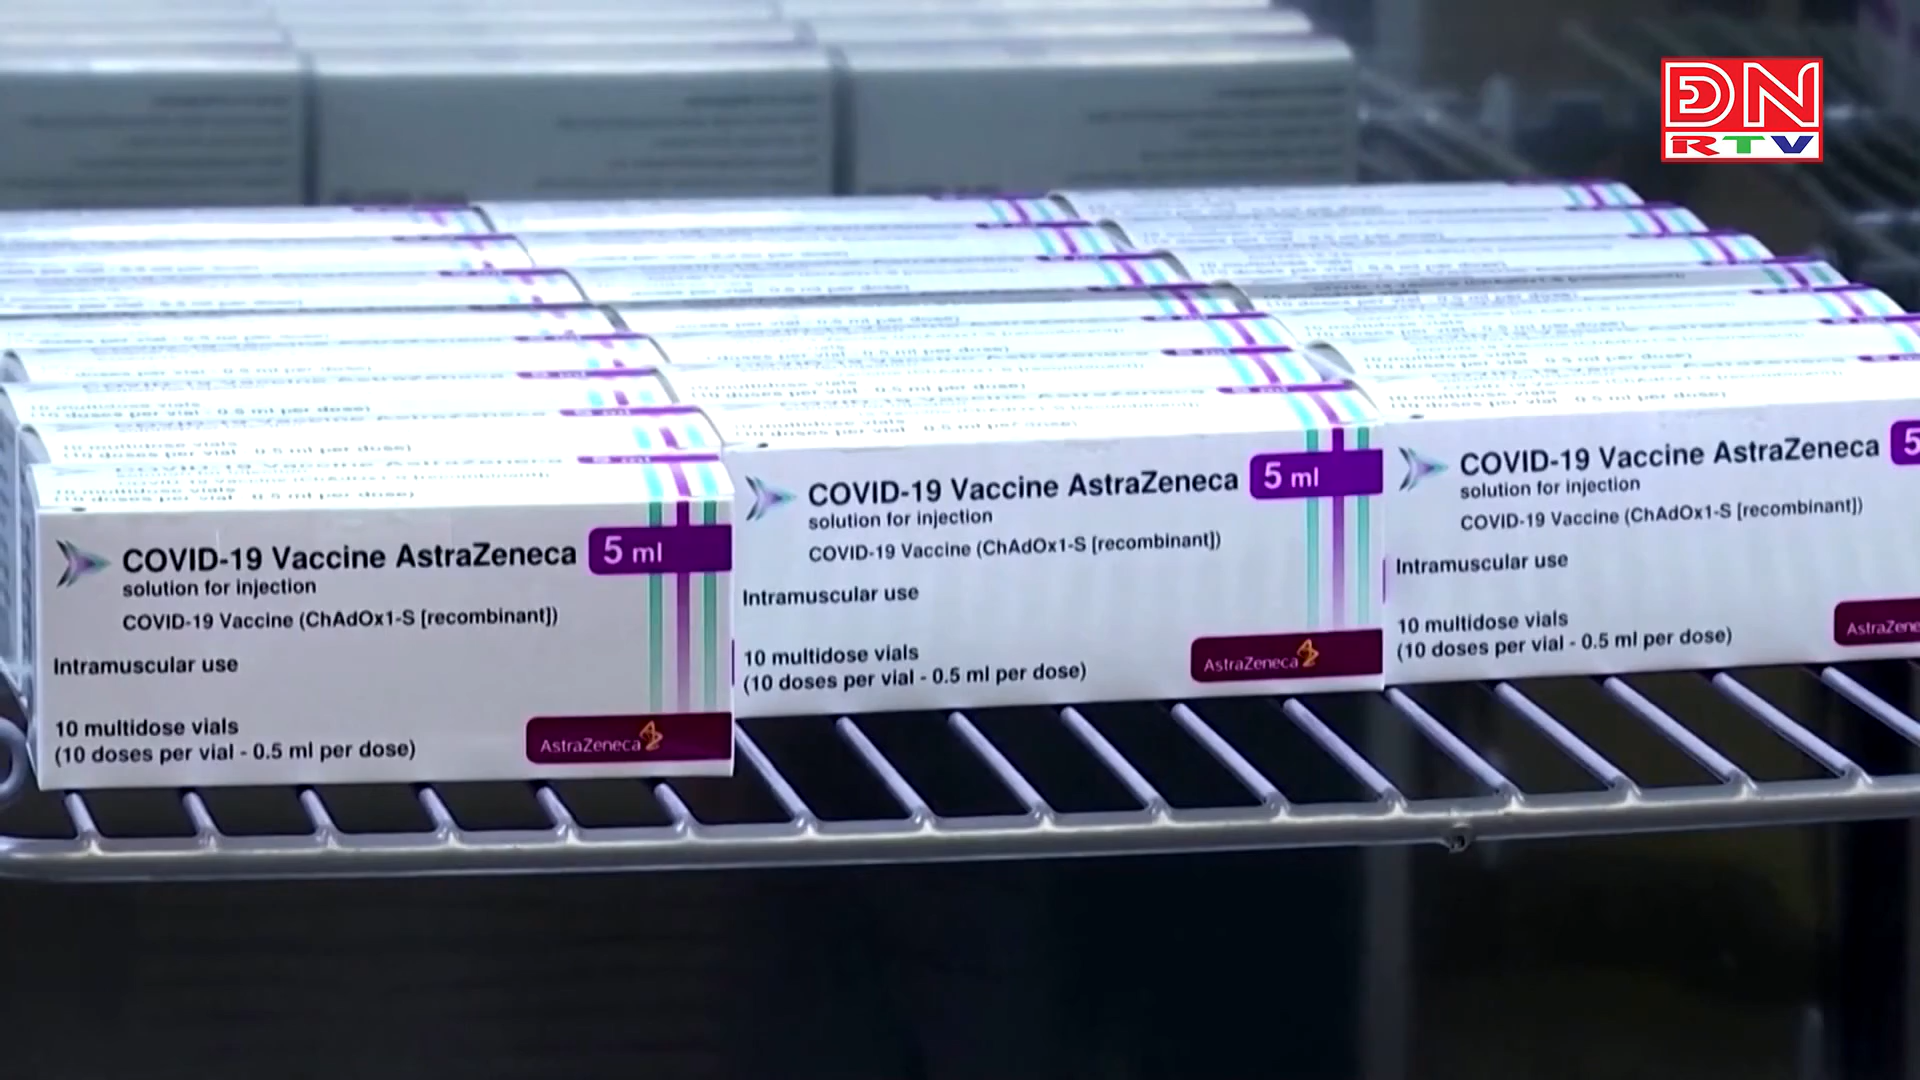 ĐN
RTV
COVID-19 Vaccine AstraZeneca 5 ml
solution for injection
COVID-19 Vaccine (ChAdOx1-S [recombinant])
Intramuscular use
10 multidose vials
(10 doses per vial - 0.5 ml per dose)
AstraZeneca
COVID-19 Vaccine AstraZeneca 5 ml
solution for injection
COVID-19 Vaccine (ChAdOx1-S [recombinant])
Intramuscular use
10 multidose vials
(10 doses per vial - 0.5 ml per dose)
AstraZeneca
COVID-19 Vaccine AstraZeneca 5
solution for injection
COVID-19 Vaccine (ChAdOx1-S [recombinant])
Intramuscular use
10 multidose vials
(10 doses per vial - 0.5 ml per dose)
AstraZene